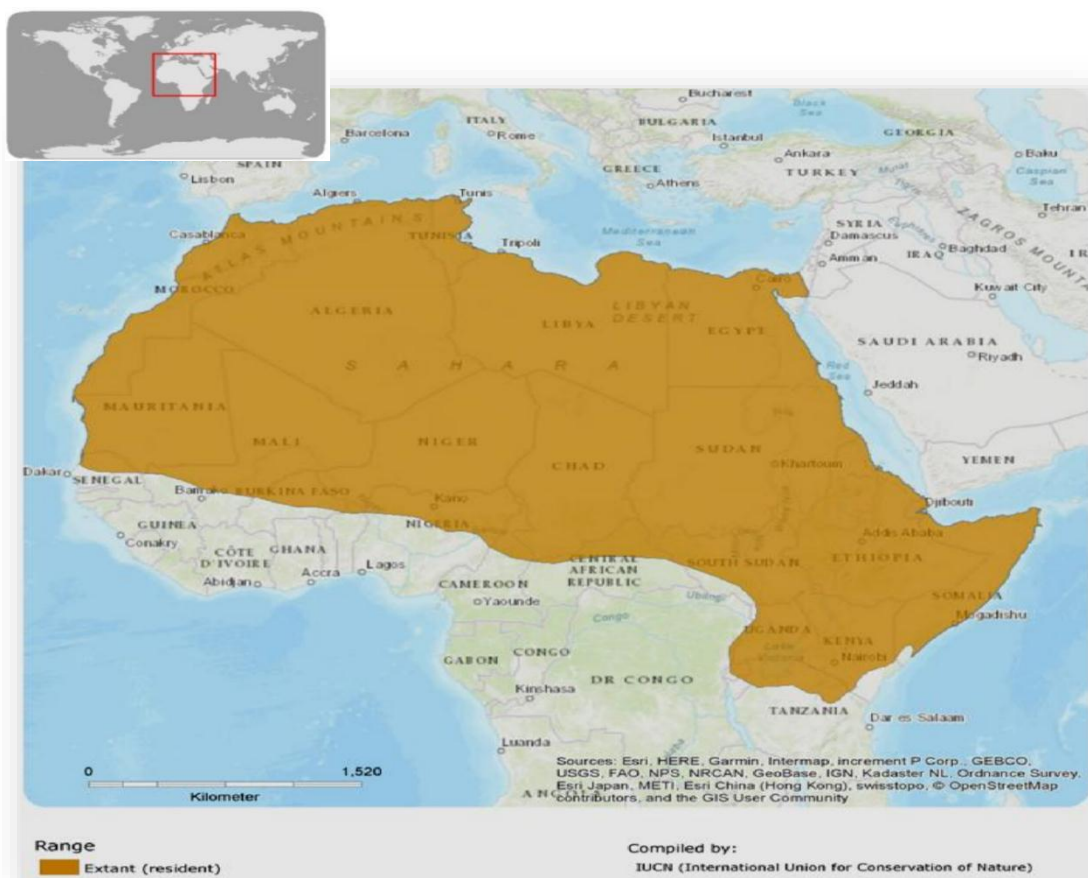 Bucharest
Black
Sea
ITALY
BULGARIA
GEORGIA
Barcelona
Rome
Istanbul
Ankara
Baku
SPAIN
GREECE
TURKEY
Murat
Caspian
Sea
Lisbon
Athens
Algiers
Tunis
Tehran
SYRIA
Euphrates
ZAGROS MOUNTA
Casablanca
ATLAS MOUNTAINS
TUNISIA
Tripoli
Mediterranean
Sea
Damascus
IRAQ
Baghdad
IR
Amman
MOROCCO
Cairo
Kuwait City
ALGERIA
LIBYA
LIBYAN
DESERT
EGYPT
SAUDI ARABIA
Riyadh
SAHARA
Red
Sea
Jeddah
MAURITANIA
MALI
NIGER
CHAD
SUDAN
Khartoum
YEMEN
Dakar
SENEGAL
Bamako
BURKINA FASO
Kano
Djibouti
GUINEA
NIGERIA
Addis Ababa
Conakry
CÔTE
D'IVOIRE
GHANA
ETHIOPIA
Abidjan
Accra
Lagos
CENTRAL
AFRICAN
REPUBLIC
SOUTH SUDAN
CAMEROON
Yaounde
Ubangi
SOMALIA
Mogadishu
Congo
UGANDA
KENYA
Lake
Victoria
Nairobi
GABON
CONGO
DR CONGO
Kinshasa
TANZANIA
Dar es Salaam
Luanda
0
1,520
Kilometer
ANGOLA
Sources: Esri, HERE, Garmin, Intermap, increment P Corp., GEBCO,
USGS, FAO, NPS, NRCAN, GeoBase, IGN, Kadaster NL, Ordnance Survey,
Esri Japan, METI, Esri China (Hong Kong), swisstopo, © OpenStreetMap
contributors, and the GIS User Community
Range
Extant (resident)
Compiled by:
IUCN (International Union for Conservation of Nature)